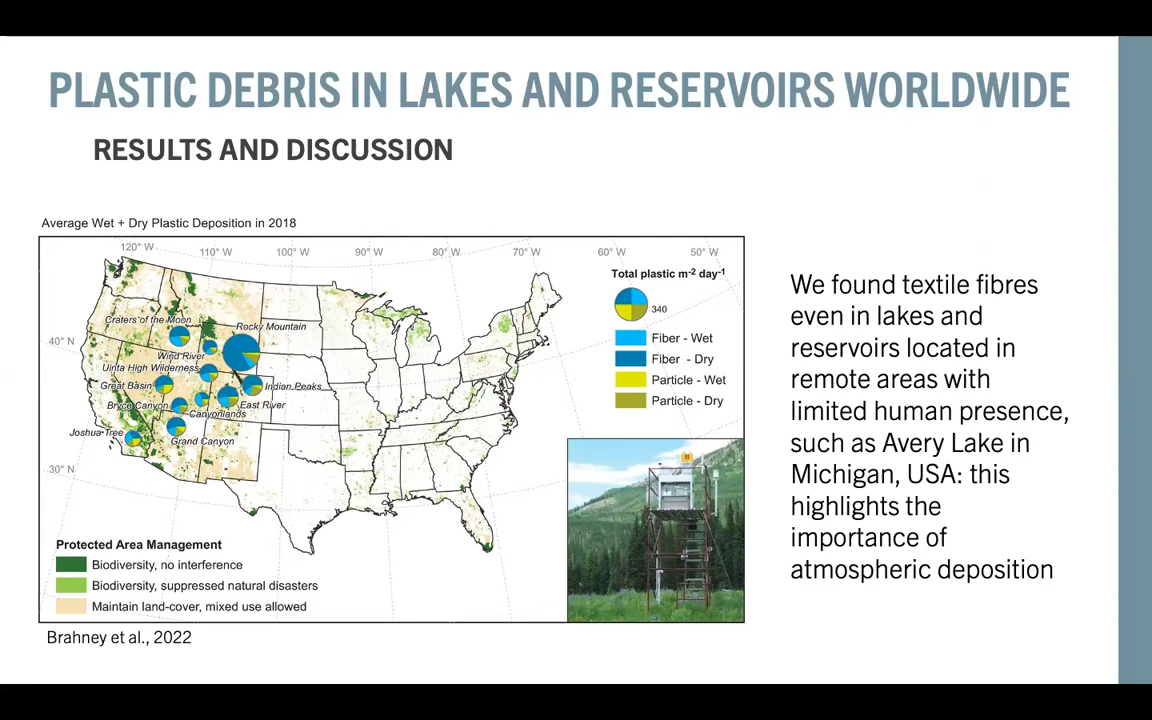 PLASTIC DEBRIS IN LAKES AND RESERVOIRS WORLDWIDE
RESULTS AND DISCUSSION
Average Wet + Dry Plastic Deposition in 2018
120° W
110° W
100° W
90° W
80° W
70° W
60° W
50° W
40° N
30° N
Craters of the Moon
Rocky Mountain
Wind River
Uinta High Wilderness
Great Basin
Indian Peaks
Bryce Canyon
East River
Canyonlands
Joshua Tree
Grand Canyon
Total plastic m-2 day-1
340
Fiber - Wet
Fiber - Dry
Particle - Wet
Particle - Dry
Protected Area Management
Biodiversity, no interference
Biodiversity, suppressed natural disasters
Maintain land-cover, mixed use allowed
Brahney et al., 2022
We found textile fibres
even in lakes and
reservoirs located in
remote areas with
limited human presence,
such as Avery Lake in
Michigan, USA: this
highlights the
importance of
atmospheric deposition